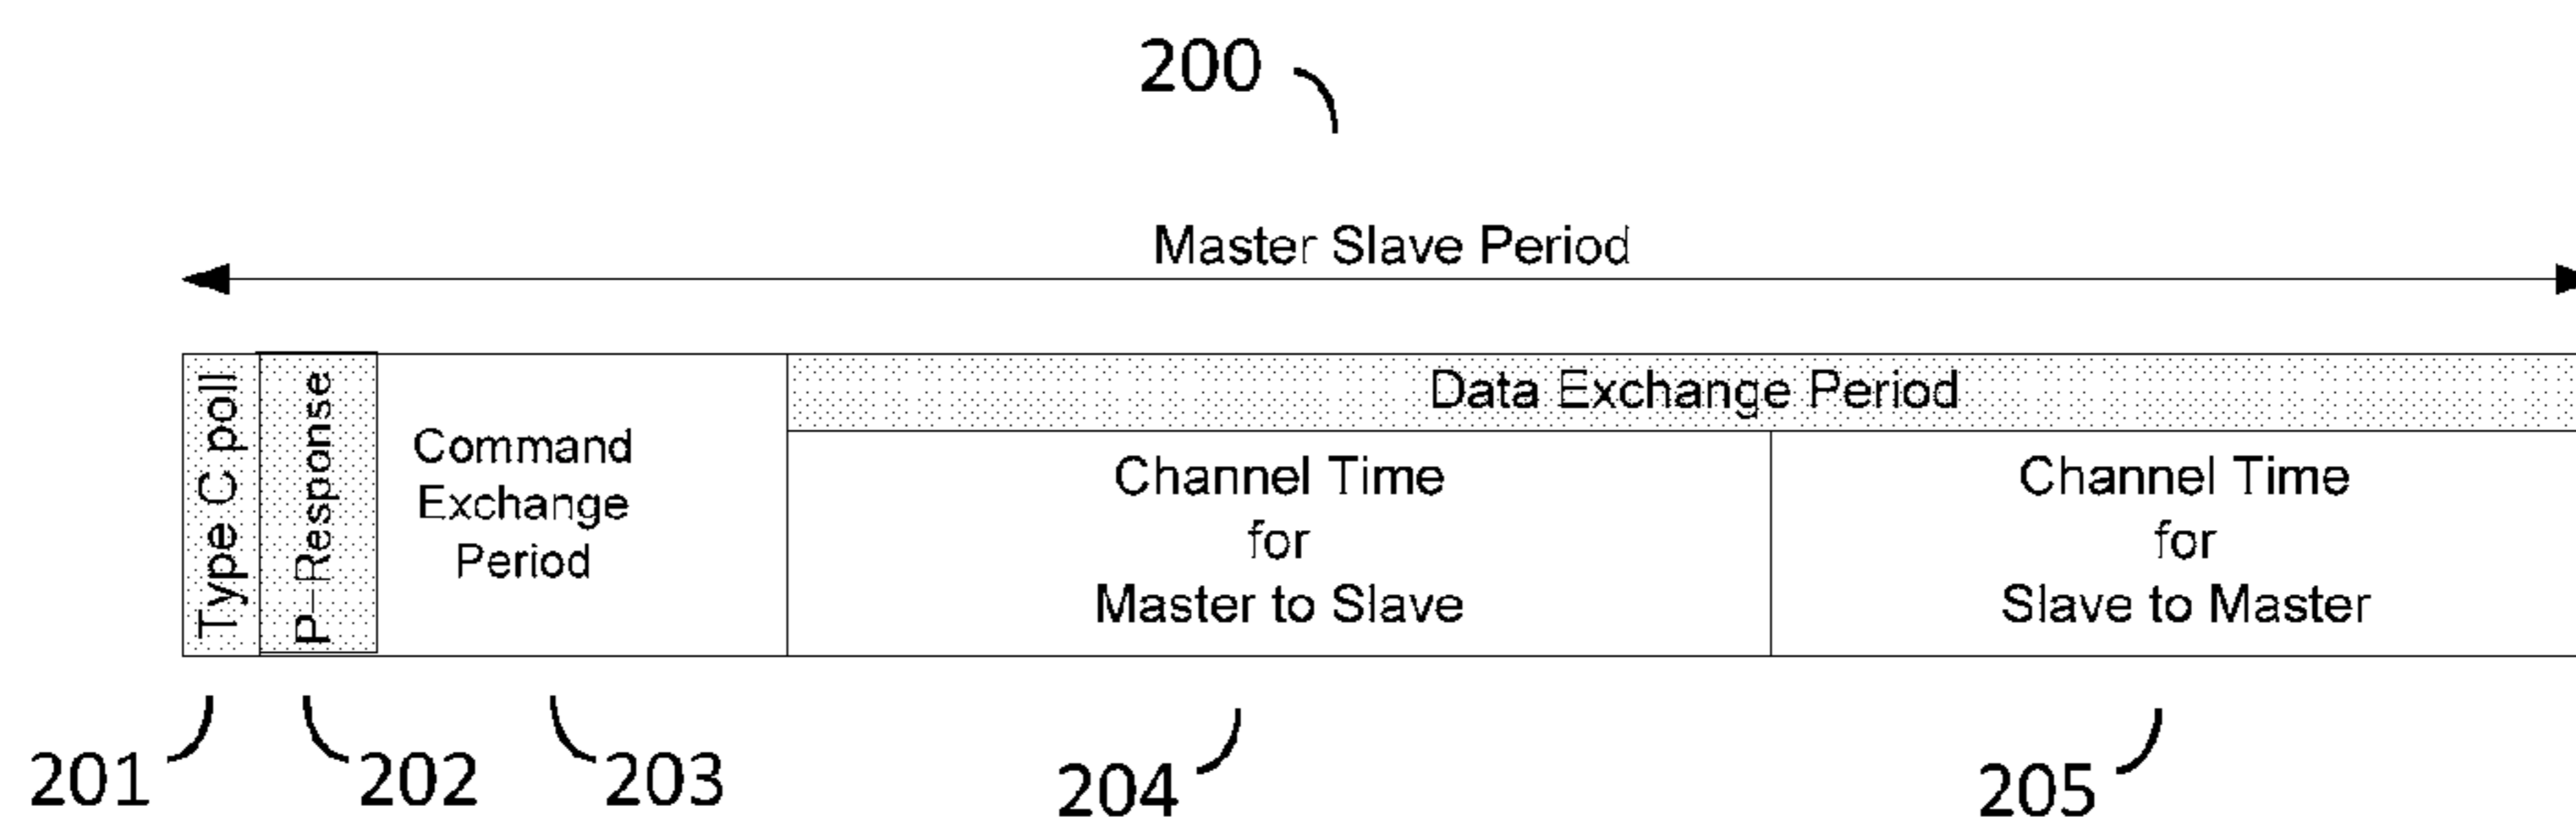 200
Master Slave Period
Type C poll
P-Response
Command
Exchange
Period
Data Exchange Period
Channel Time
for
Master to Slave
Channel Time
for
Slave to Master
201
202
203
204
205